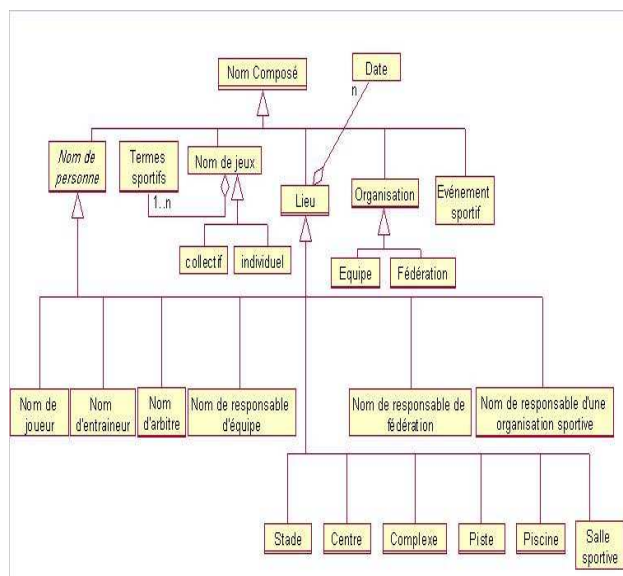 Nom Composé
Date
n
Nom de
personne
Termes
sportifs
Nom de jeux
Lieu
Organisation
Evénement
sportif
1..n
collectif
individuel
Equipe
Fédération
Nom de
joueur
Nom
d'entraineur
Nom
d'arbitre
Nom de responsable
d'équipe
Nom de responsable de
fédération
Nom de responsable d'une
organisation sportive
Stade
Centre
Complexe
Piste
Piscine
Salle
sportive